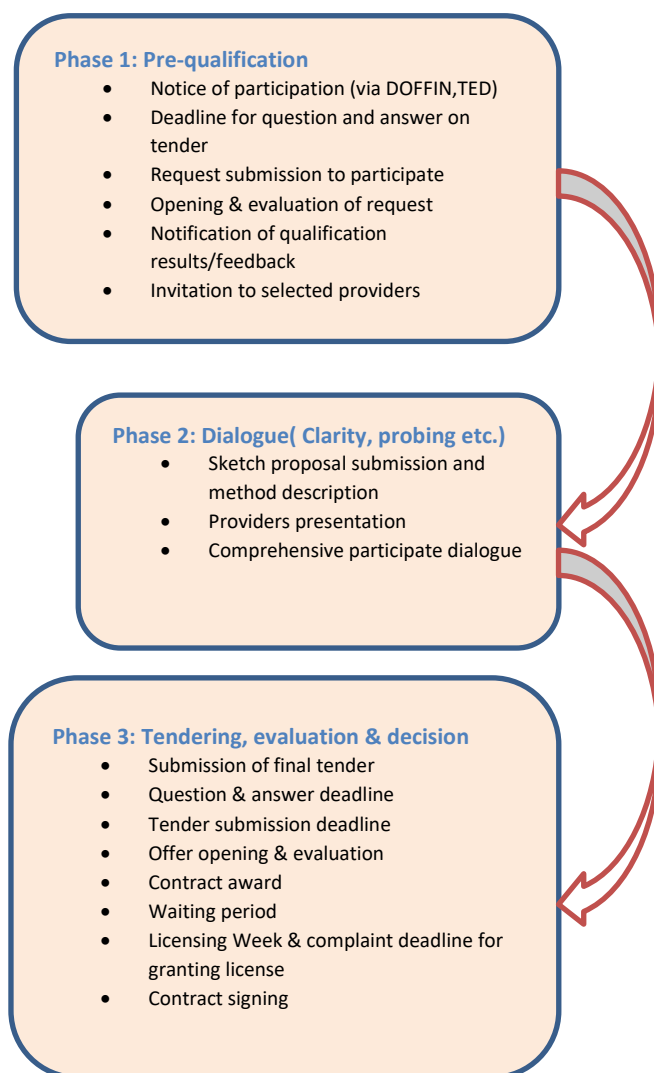 Phase 1: Pre-qualification
• Notice of participation (via DOFFIN,TED)
• Deadline for question and answer on
tender
• Request submission to participate
• Opening & evaluation of request
• Notification of qualification
results/feedback
• Invitation to selected providers
Phase 2: Dialogue( Clarity, probing etc.)
• Sketch proposal submission and
method description
• Providers presentation
• Comprehensive participate dialogue
Phase 3: Tendering, evaluation & decision
• Submission of final tender
• Question & answer deadline
• Tender submission deadline
• Offer opening & evaluation
• Contract award
• Waiting period
• Licensing Week & complaint deadline for
granting license
• Contract signing